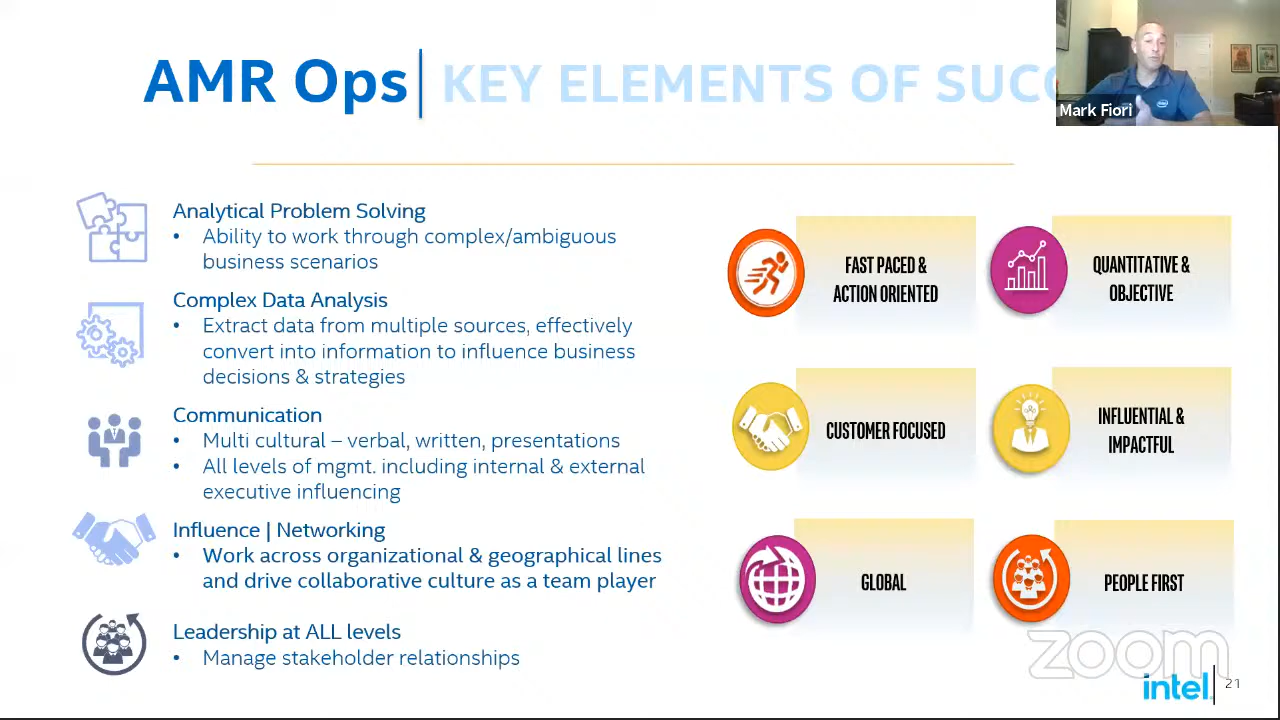 AMR Ops KEY ELEMENTS OF SUCC
Mark Fiori
Analytical Problem Solving
• Ability to work through complex/ambiguous
business scenarios
Complex Data Analysis
• Extract data from multiple sources, effectively
convert into information to influence business
decisions & strategies
Communication
• Multi cultural – verbal, written, presentations
• All levels of mgmt. including internal & external
executive influencing
Influence | Networking
• Work across organizational & geographical lines
and drive collaborative culture as a team player
Leadership at ALL levels
• Manage stakeholder relationships
FAST PACED &
ACTION ORIENTED
QUANTITATIVE &
OBJECTIVE
CUSTOMER FOCUSED
INFLUENTIAL &
IMPACTFUL
GLOBAL
PEOPLE FIRST
zoom
intel.
21